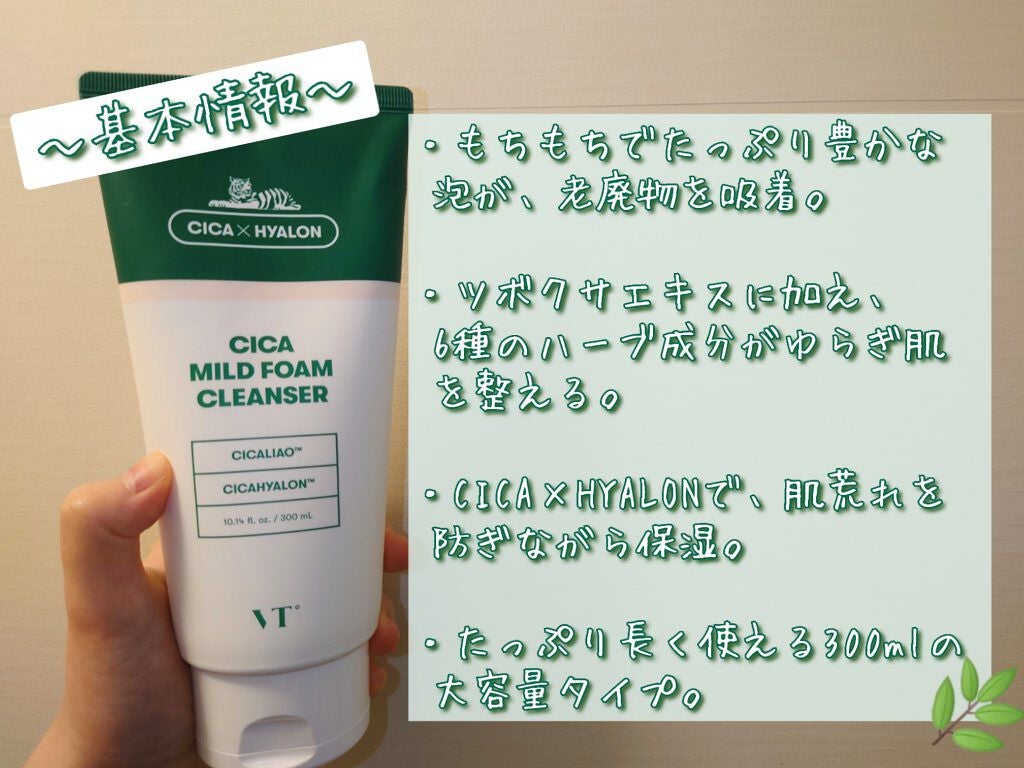 ～基本情報～
CICA×HYALON
CICA
MILD FOAM
CLEANSER
CICALIAO™
CICAHYALON™
10.14 fl. oz. / 300 mL
VT°
・もちもちでたっぷり豊かな
泡が、老廃物を吸着。
・ツボクサエキスに加え、
6種のハーブ成分がゆらぎ肌
を整える。
・CICA×HYALONで、肌荒れを
防ぎながら保湿。
・たっぷり長く使える300mlの
大容量タイプ。